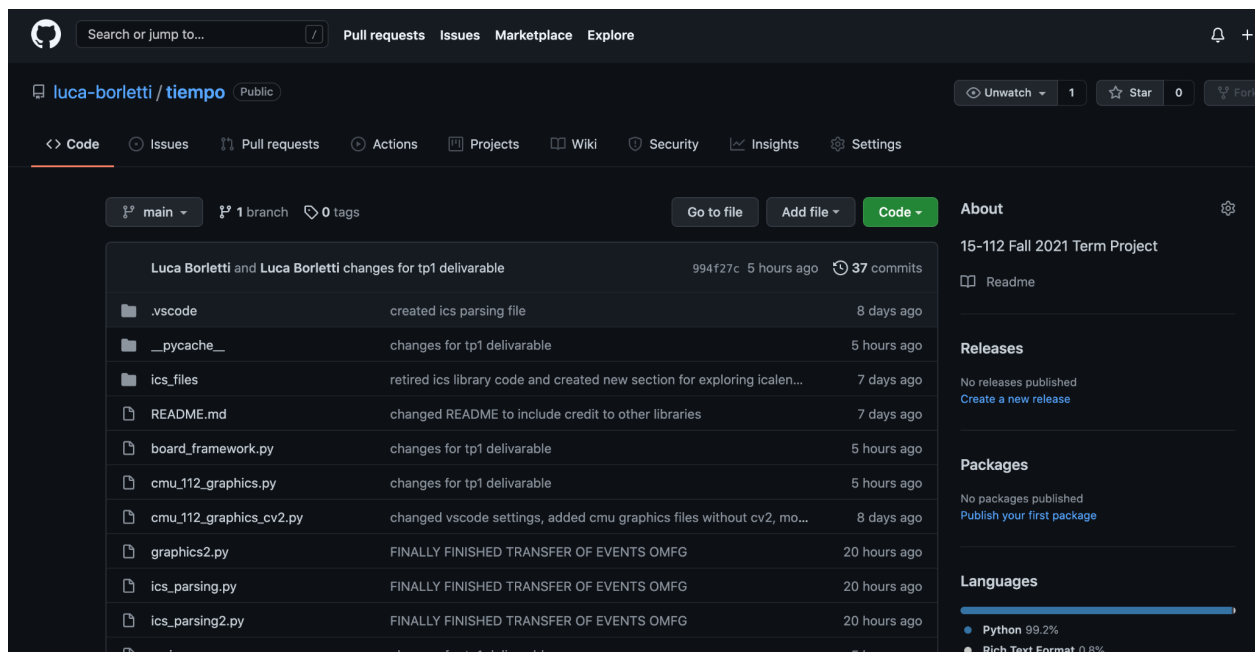 Search or jump to... /
Pull requests Issues Marketplace Explore
luca-borletti / tiempo Public
Unwatch 1 Star 0 Fork
Code Issues Pull requests Actions Projects Wiki Security Insights Settings
main 1 branch 0 tags Go to file Add file Code
Luca Borletti and Luca Borletti changes for tp1 delivarable 994f27c 5 hours ago 37 commits
.vscode created ics parsing file 8 days ago
__pycache__ changes for tp1 delivarable 5 hours ago
ics_files retired ics library code and created new section for exploring icalen... 7 days ago
README.md changed README to include credit to other libraries 7 days ago
board_framework.py changes for tp1 delivarable 5 hours ago
cmu_112_graphics.py changes for tp1 delivarable 5 hours ago
cmu_112_graphics_cv2.py changed vscode settings, added cmu graphics files without cv2, mo... 8 days ago
graphics2.py FINALLY FINISHED TRANSFER OF EVENTS OMFG 20 hours ago
ics_parsing.py FINALLY FINISHED TRANSFER OF EVENTS OMFG 20 hours ago
ics_parsing2.py FINALLY FINISHED TRANSFER OF EVENTS OMFG 20 hours ago
About
15-112 Fall 2021 Term Project
Readme
Releases
No releases published
Create a new release
Packages
No packages published
Publish your first package
Languages
Python 99.2%
Rich Text Format 0.8%